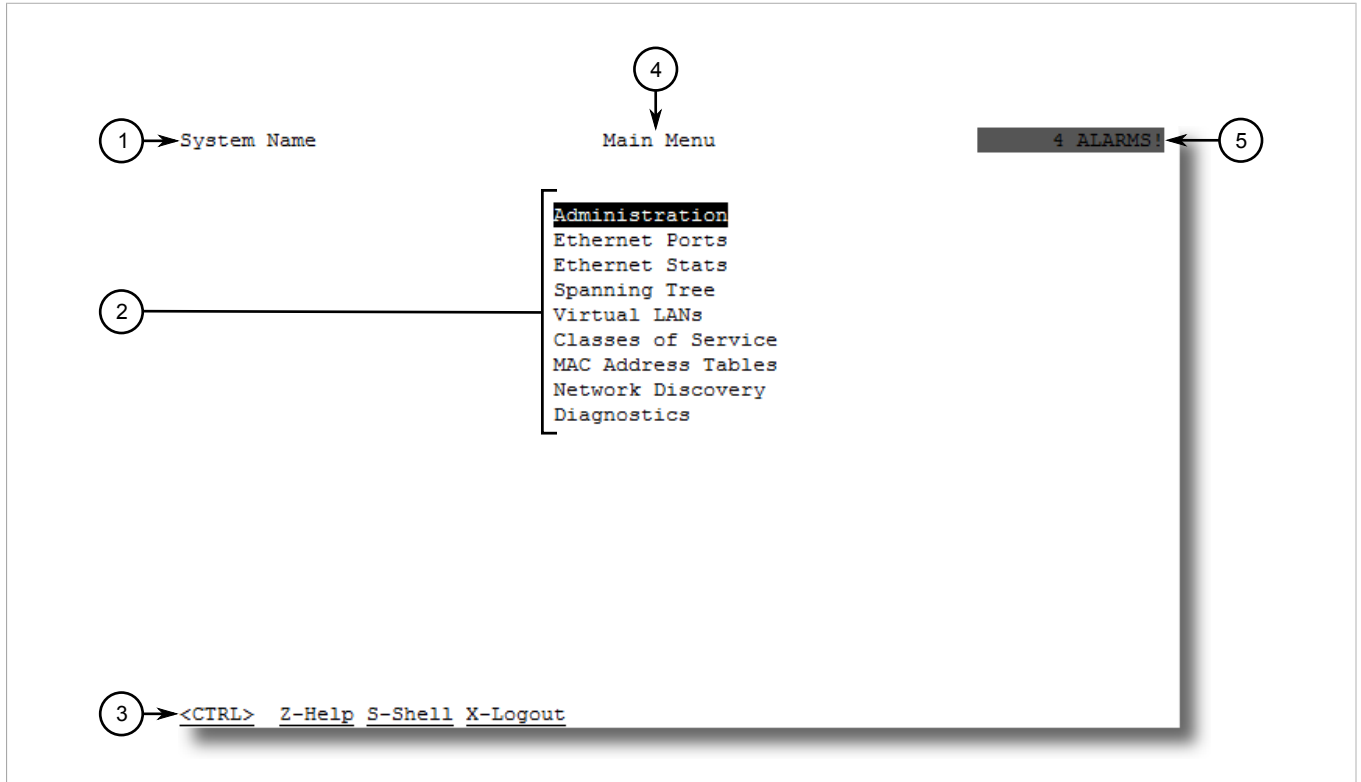 4
1 System Name Main Menu 4 ALARMS! 5
Administration
Ethernet Ports
Ethernet Stats
Spanning Tree
2 Virtual LANs
Classes of Service
MAC Address Tables
Network Discovery
Diagnostics
3 <CTRL> Z-Help S-Shell X-Logout